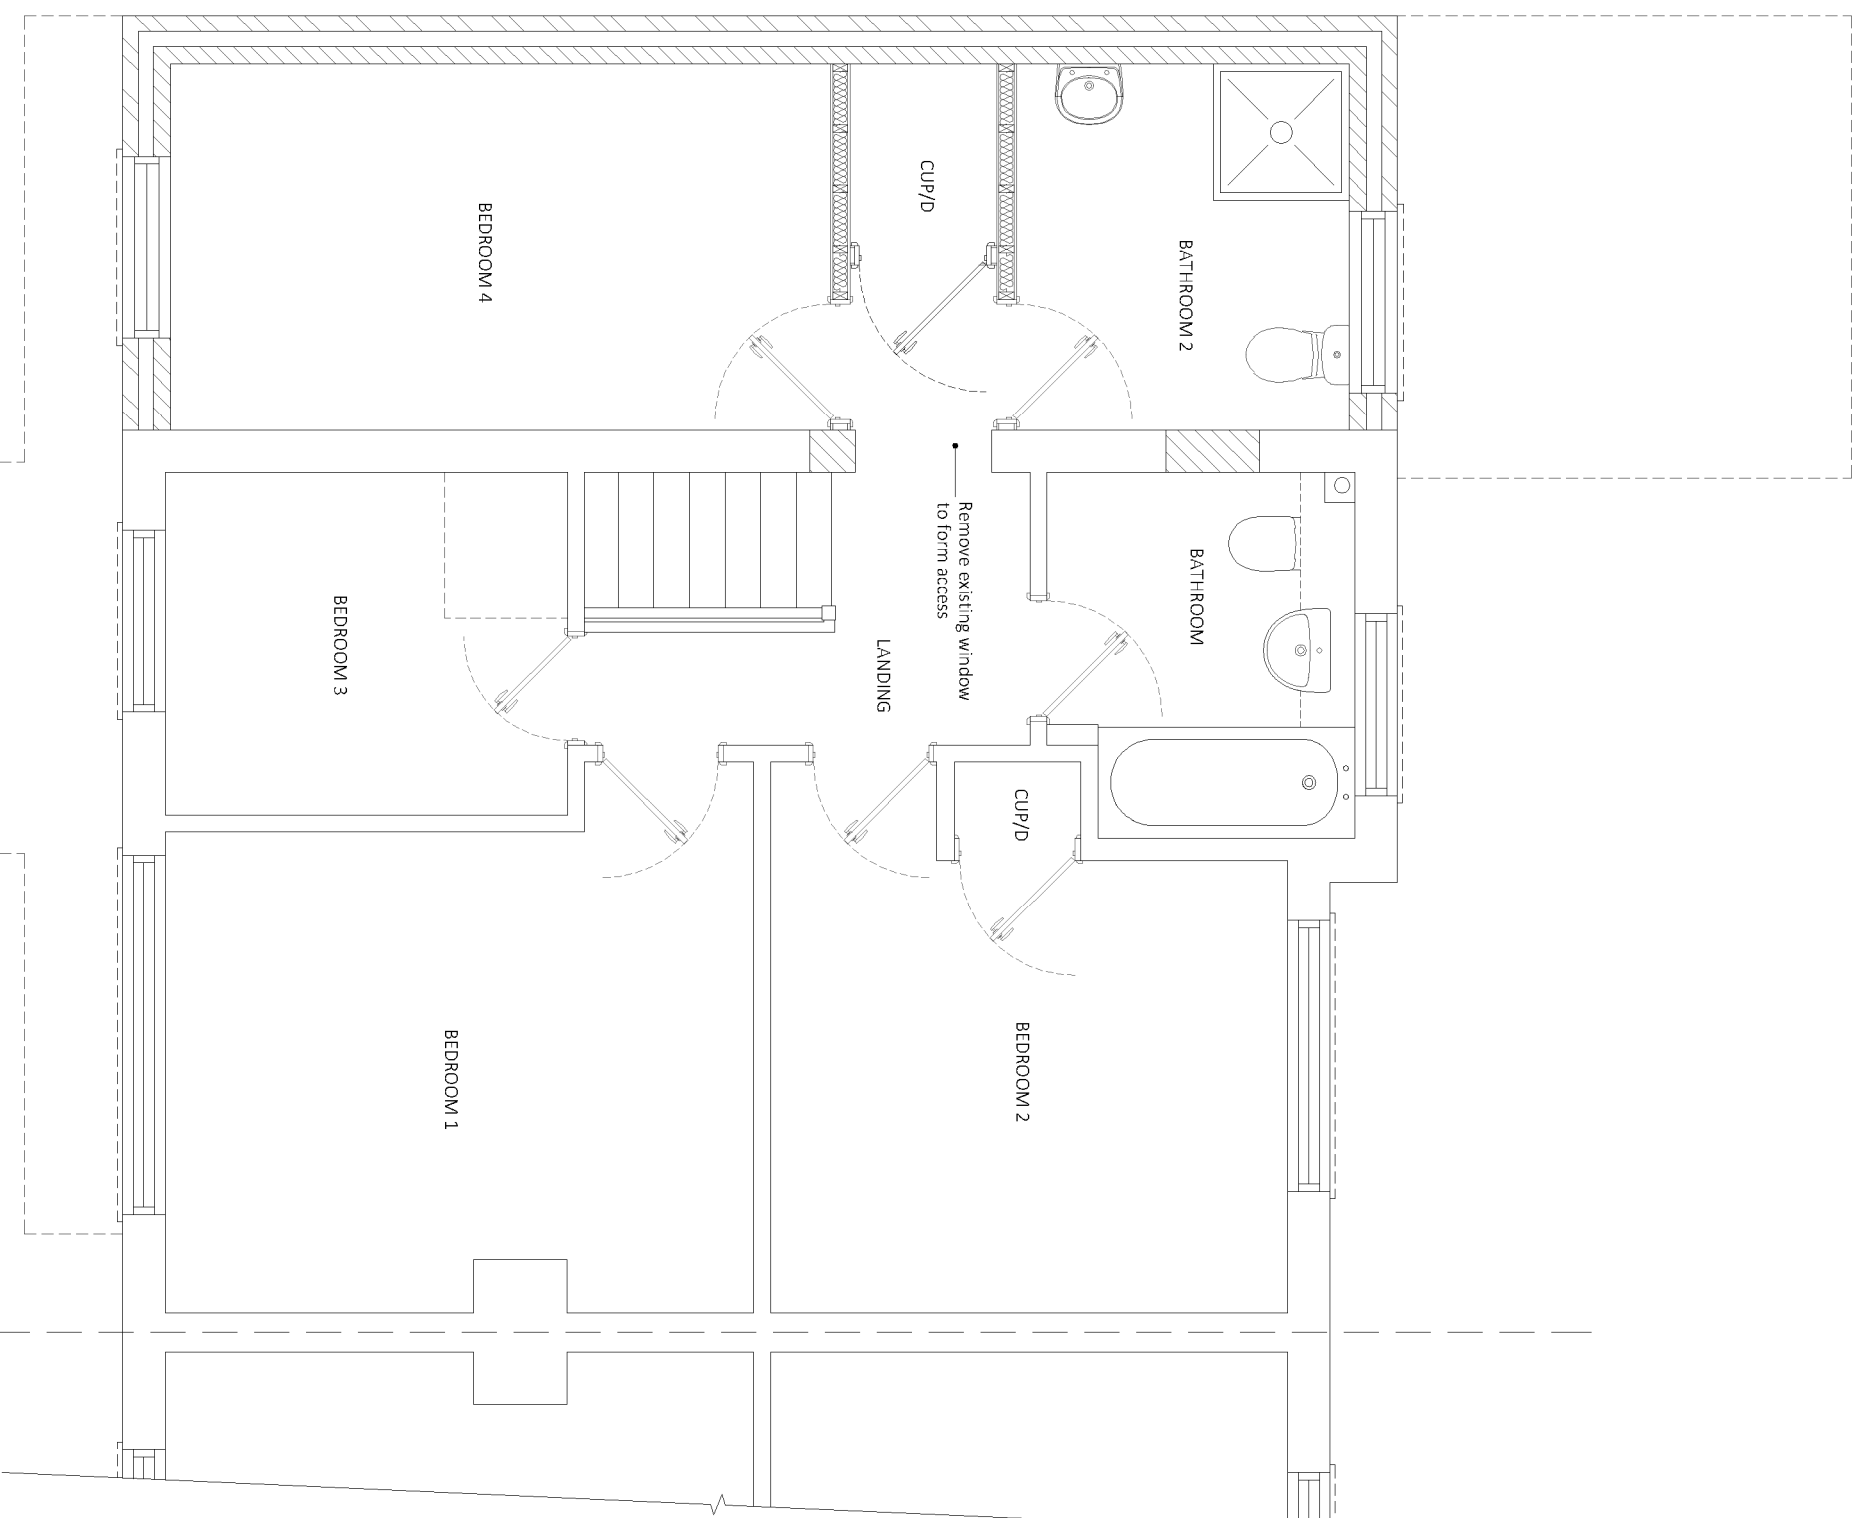 BEDROOM 4
CUP/D
BATHROOM 2
Remove existing window
to form access
BATHROOM
BEDROOM 3
LANDING
CUP/D
BEDROOM 1
BEDROOM 2